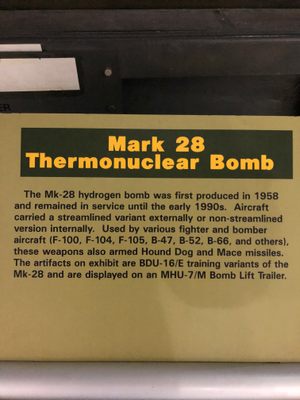 ER
Mark 28
Thermonuclear Bomb
The Mk-28 hydrogen bomb was first produced in 1958
and remained in service until the early 1990s. Aircraft
carried a streamlined variant externally or non-streamlined
version internally. Used by various fighter and bomber
aircraft (F-100, F-104, F-105, B-47, B-52, B-66, and others),
these weapons also armed Hound Dog and Mace missiles.
The artifacts on exhibit are BDU-16/E training variants of the
Mk-28 and are displayed on an MHU-7/M Bomb Lift Trailer.